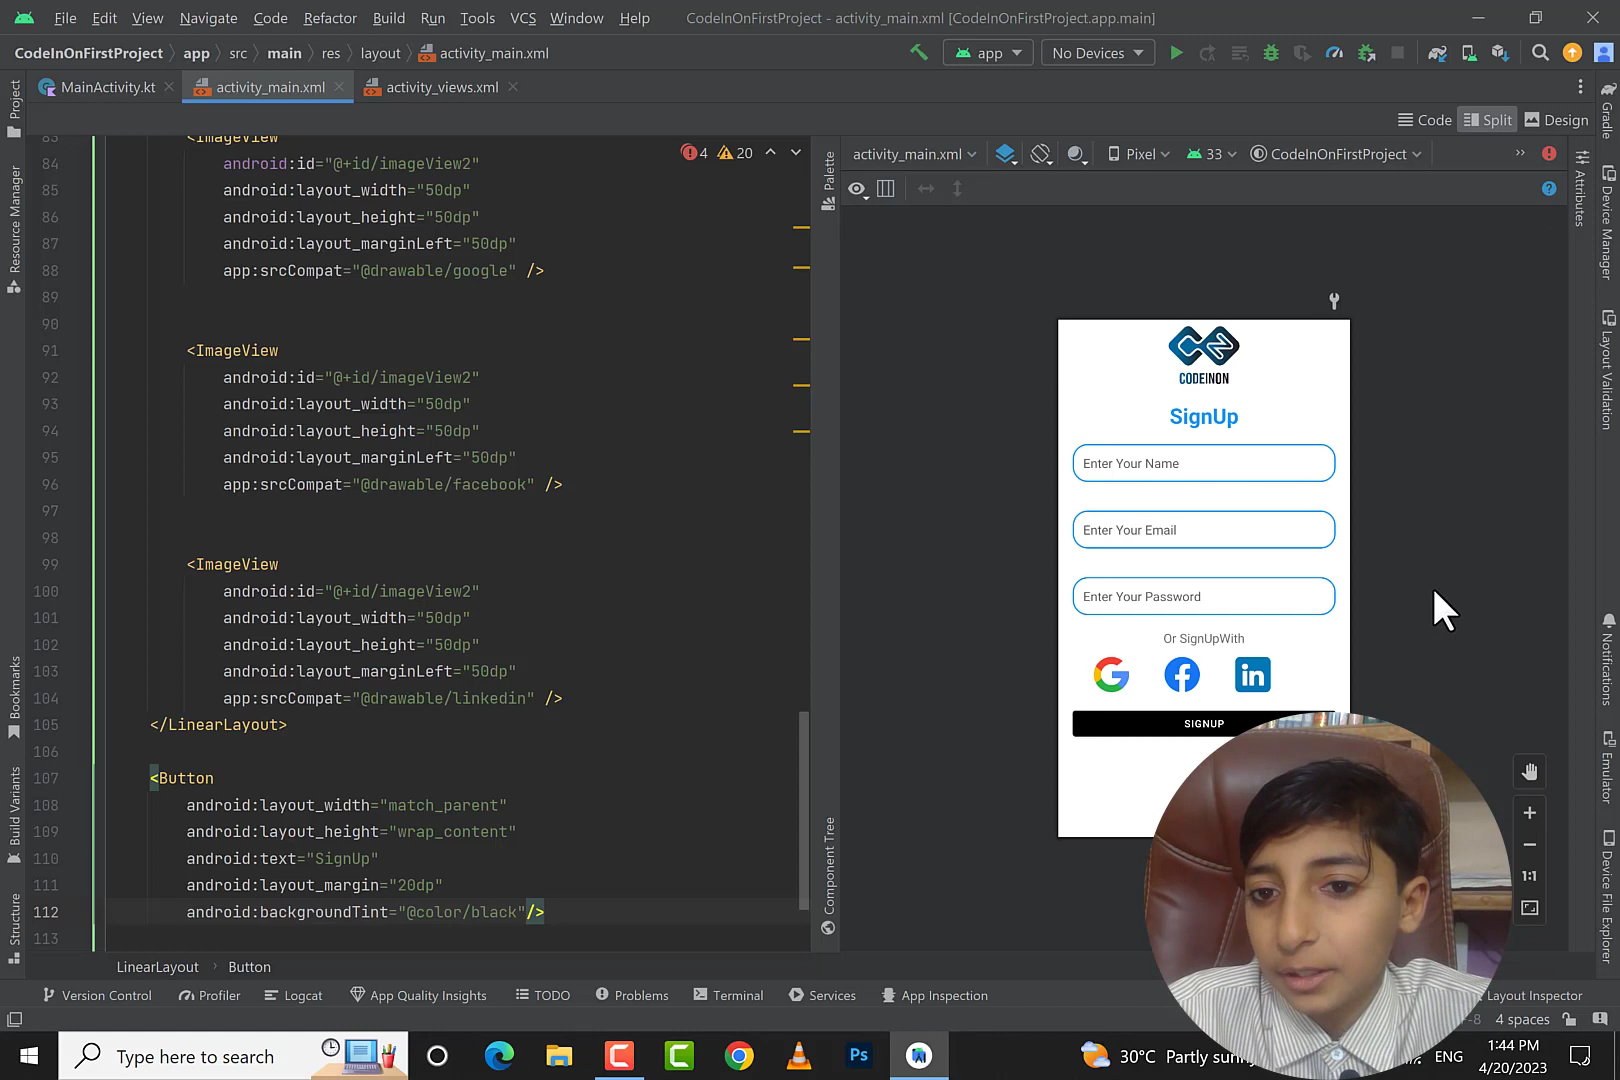 File Edit View Navigate Code Refactor Build Run Tools VCS Window Help CodeInOnFirstProject - activity_main.xml [CodeInOnFirstProject.app.main]
CodeInOnFirstProject app src main res layout activity_main.xml app No Devices
MainActivity.kt activity_main.xml activity_views.xml
Code Split Design
Project
Resource Manager
Bookmarks
Build Variants
Structure
83 <ImageView
84 android:id="@+id/imageView2"
85 android:layout_width="50dp"
86 android:layout_height="50dp"
87 android:layout_marginLeft="50dp"
88 app:srcCompat="@drawable/google" />
89
90
91 <ImageView
92 android:id="@+id/imageView2"
93 android:layout_width="50dp"
94 android:layout_height="50dp"
95 android:layout_marginLeft="50dp"
96 app:srcCompat="@drawable/facebook" />
97
98
99 <ImageView
100 android:id="@+id/imageView2"
101 android:layout_width="50dp"
102 android:layout_height="50dp"
103 android:layout_marginLeft="50dp"
104 app:srcCompat="@drawable/linkedin" />
105 </LinearLayout>
106
107 <Button
108 android:layout_width="match_parent"
109 android:layout_height="wrap_content"
110 android:text="SignUp"
111 android:layout_margin="20dp"
112 android:backgroundTint="@color/black"/>
113
4 20
LinearLayout Button
Palette
Component Tree
activity_main.xml Pixel 33 CodeInOnFirstProject
CODEINON
SignUp
Enter Your Name
Enter Your Email
Enter Your Password
Or SignUpWith
in
SIGNUP
1:1
Attributes
Gradle
Device Manager
Layout Validation
Notifications
Emulator
Device File Explorer
Version Control Profiler Logcat App Quality Insights TODO Problems Terminal Services App Inspection Layout Inspector
4 spaces
Type here to search Ps 30°C Partly sunny ENG
1:44 PM
4/20/2023